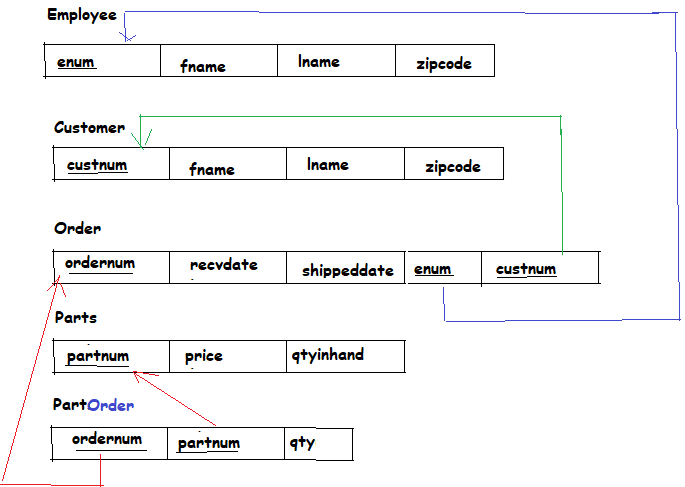 Employee
enum fname lname zipcode
Customer
custnum fname lname zipcode
Order
ordernum recvdate shippeddate enum custnum
Parts
partnum price qtyinhand
PartOrder
ordernum partnum qty